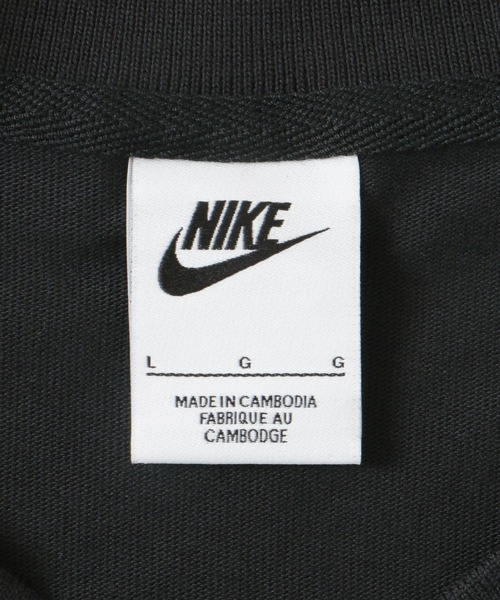 NIKE
L G G
MADE IN CAMBODIA
FABRIQUE AU
CAMBODGE